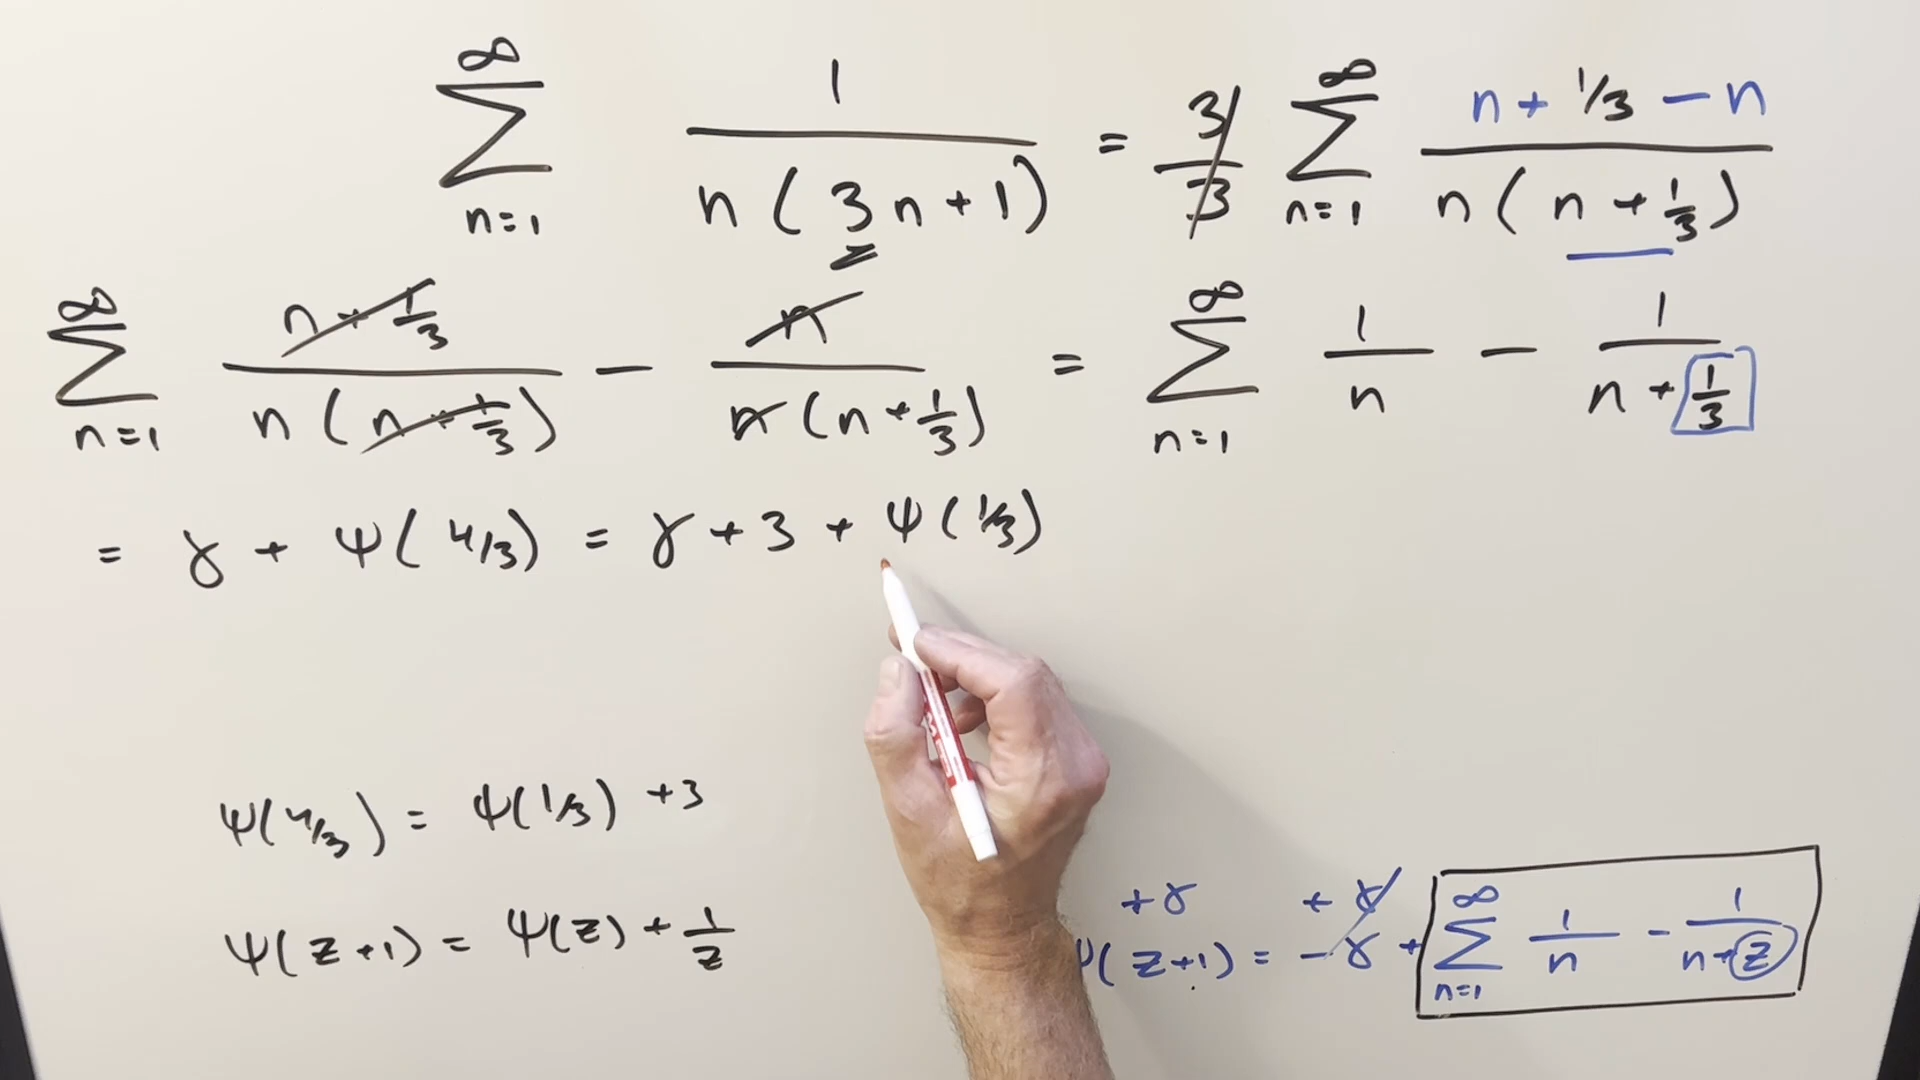 ∞ ∑ n=1 1 / n(3n+1) = 3/3 ∞ ∑ n=1 n + 1/3 − n / n(n + 1/3)
∞ ∑ n=1 n + 1/3 / n(n + 1/3) − n / n(n + 1/3) = ∞ ∑ n=1 1/n − 1 / n + 1/3
= γ + ψ(4/3) = γ + 3 + ψ(1/3)
ψ(4/3) = ψ(1/3) + 3
ψ(z+1) = ψ(z) + 1/z
+γ +γ
ψ(z+1) = −γ + ∞ ∑ n=1 1/n − 1 / n+z